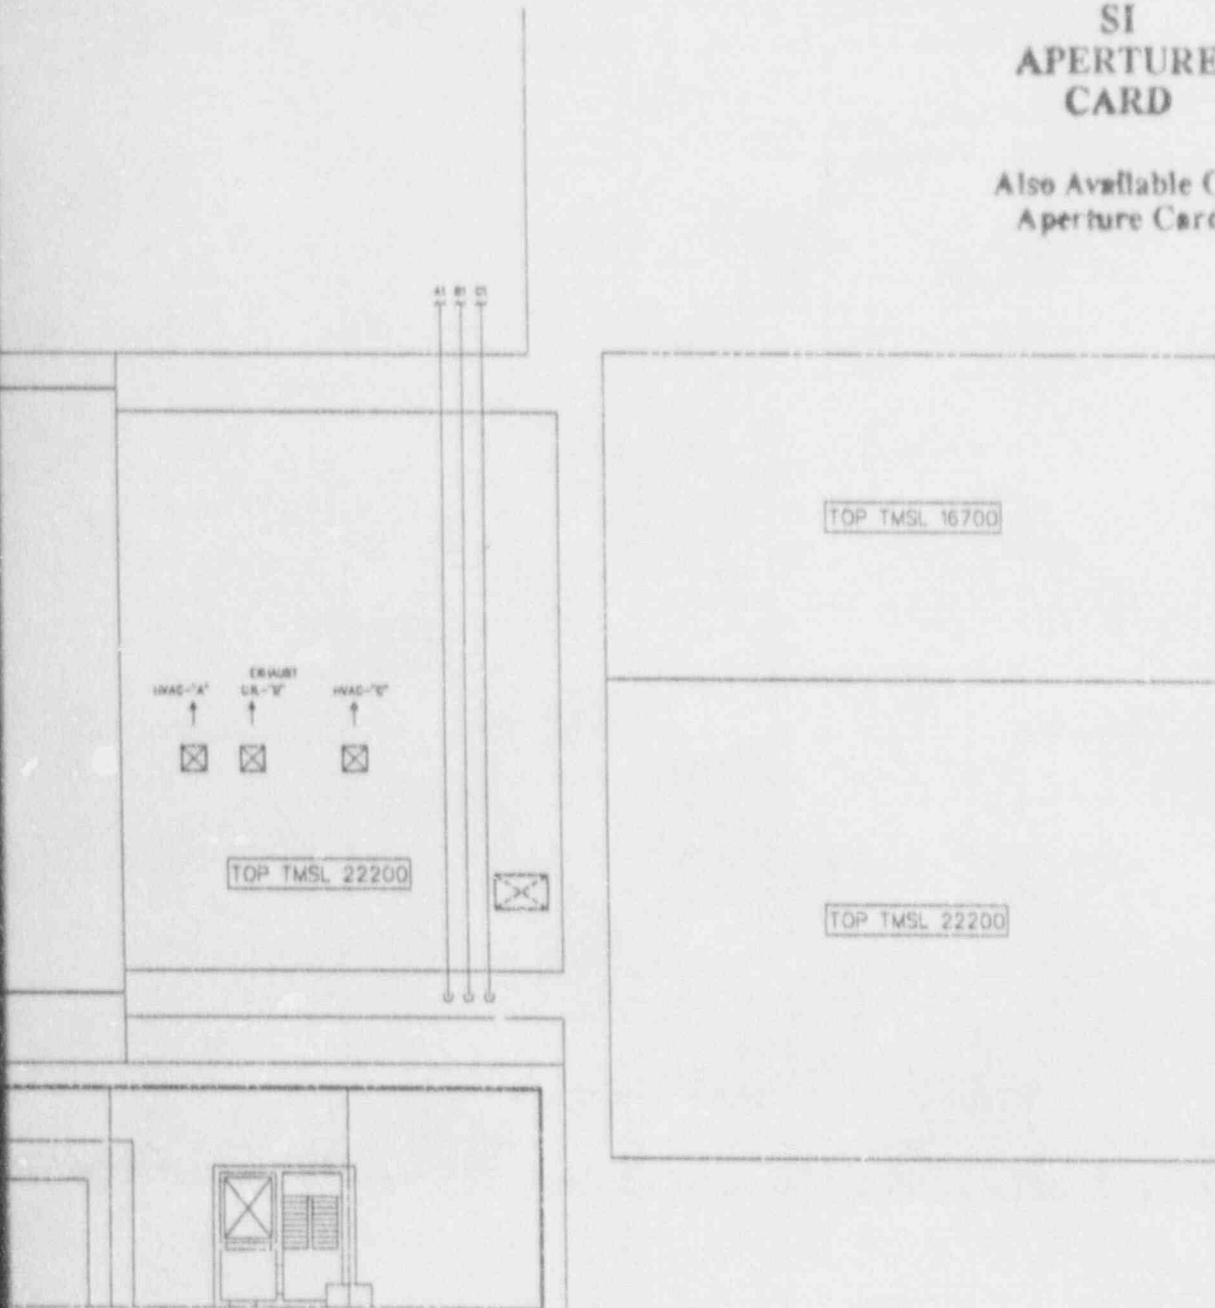 SI
APERTURE
CARD
Also Available
Aperture Card
A1 B1 C1
TOP TMSL 16700
EXHAUST
HVAC-"A"
HVAC-"C"
TOP TMSL 22200
TOP TMSL 22200